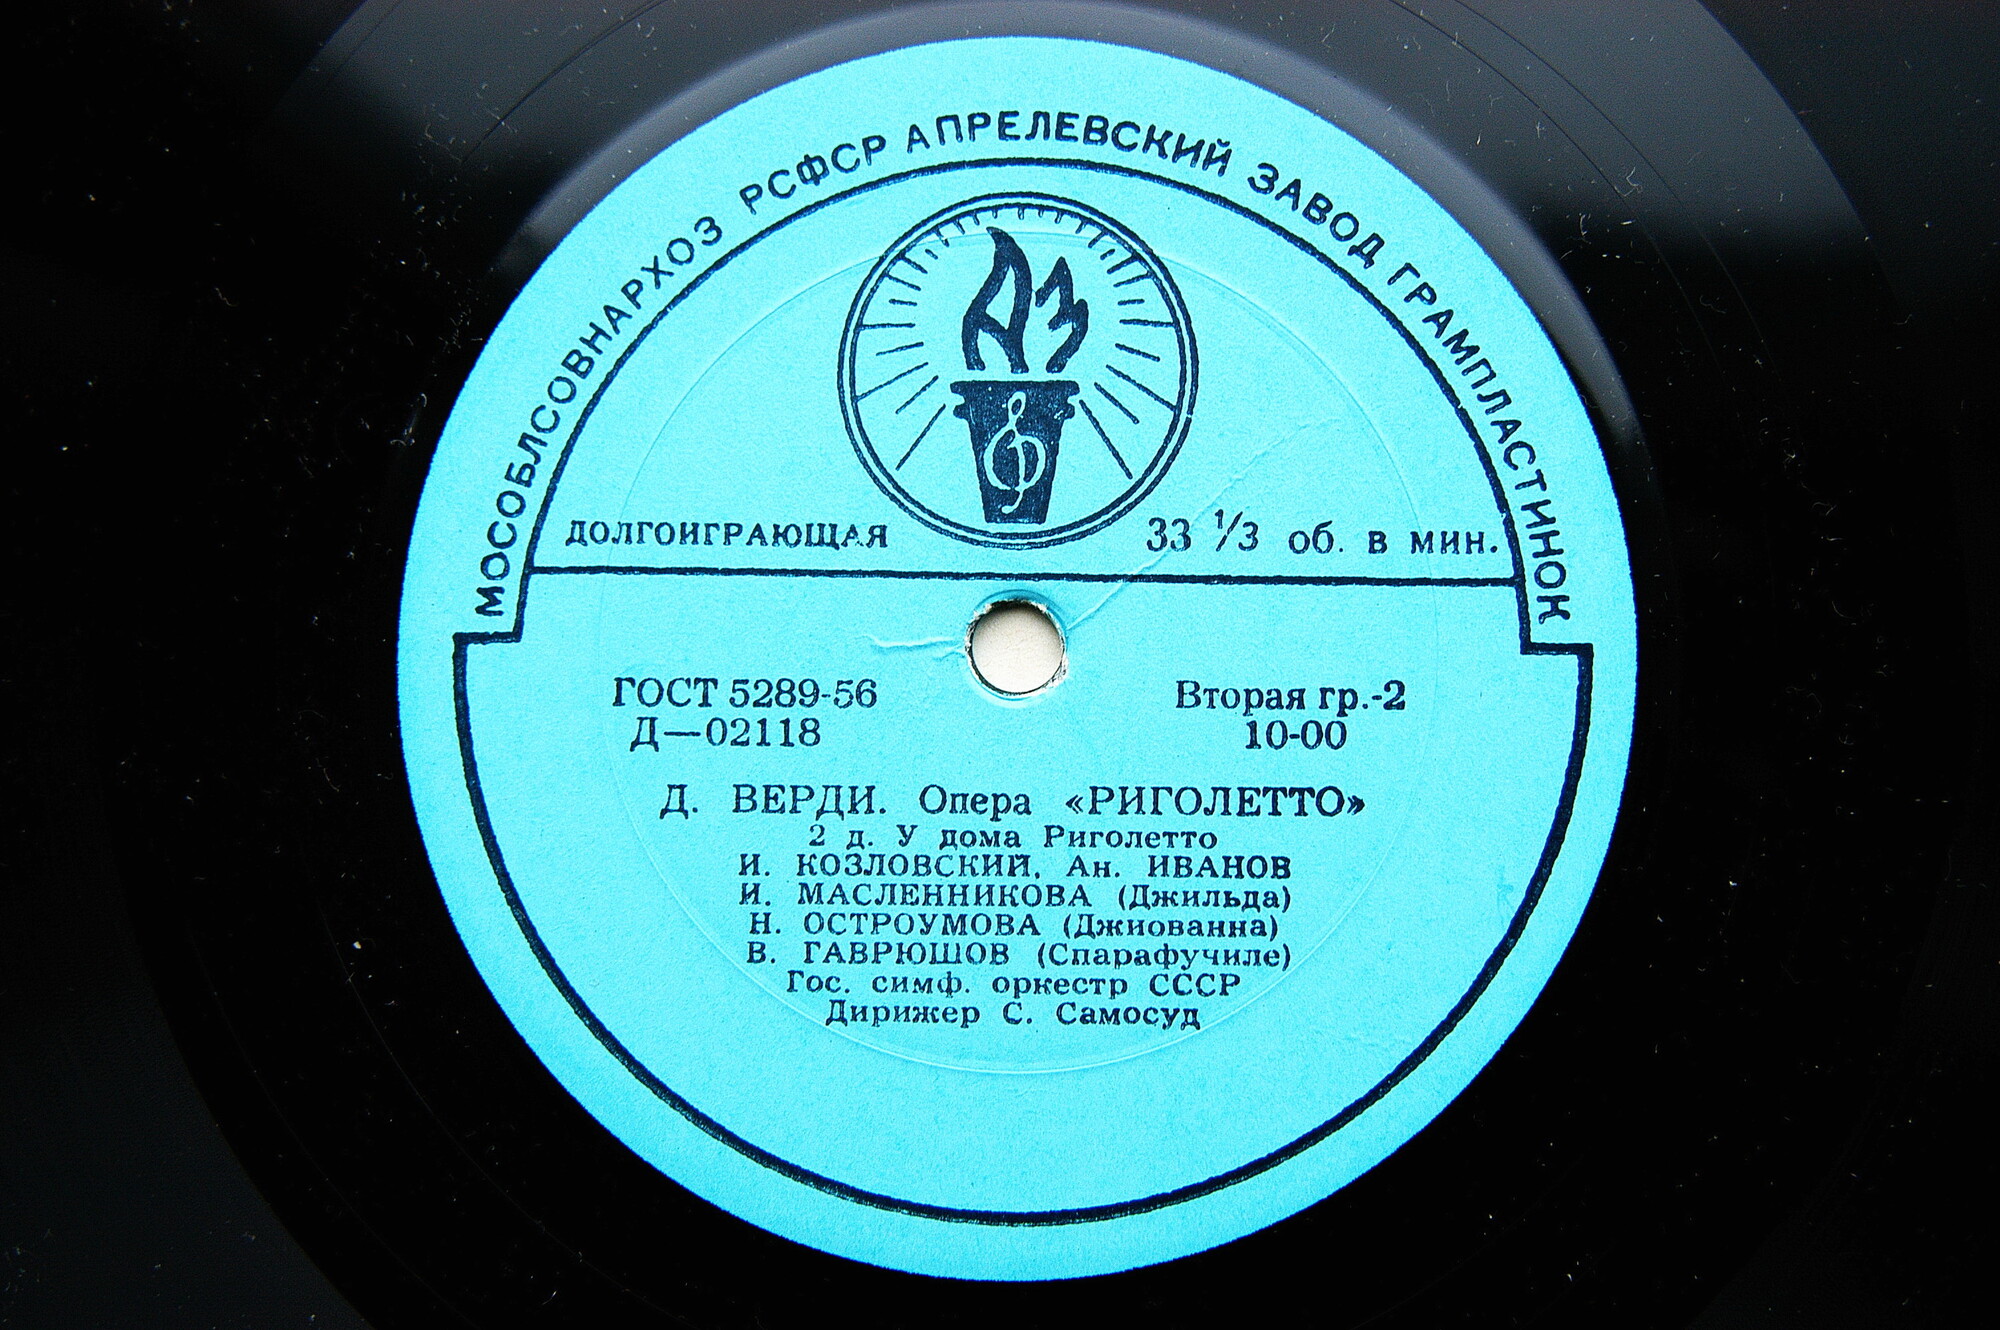 МОСОБЛСОВНАРХОЗ РСФСР АПРЕЛЕВСКИЙ ЗАВОД ГРАМПЛАСТИНОК
АЗ
ДОЛГОИГРАЮЩАЯ 33 1/3 об. в мин.
ГОСТ 5289-56 Вторая гр.-2
Д—02118 10-00
Д. ВЕРДИ. Опера «РИГОЛЕТТО»
2 д. У дома Риголетто
И. КОЗЛОВСКИЙ, Ан. ИВАНОВ
И. МАСЛЕННИКОВА (Джильда)
Н. ОСТРОУМОВА (Джиованна)
В. ГАВРЮШОВ (Спарафучиле)
Гос. симф. оркестр СССР
Дирижер С. Самосуд